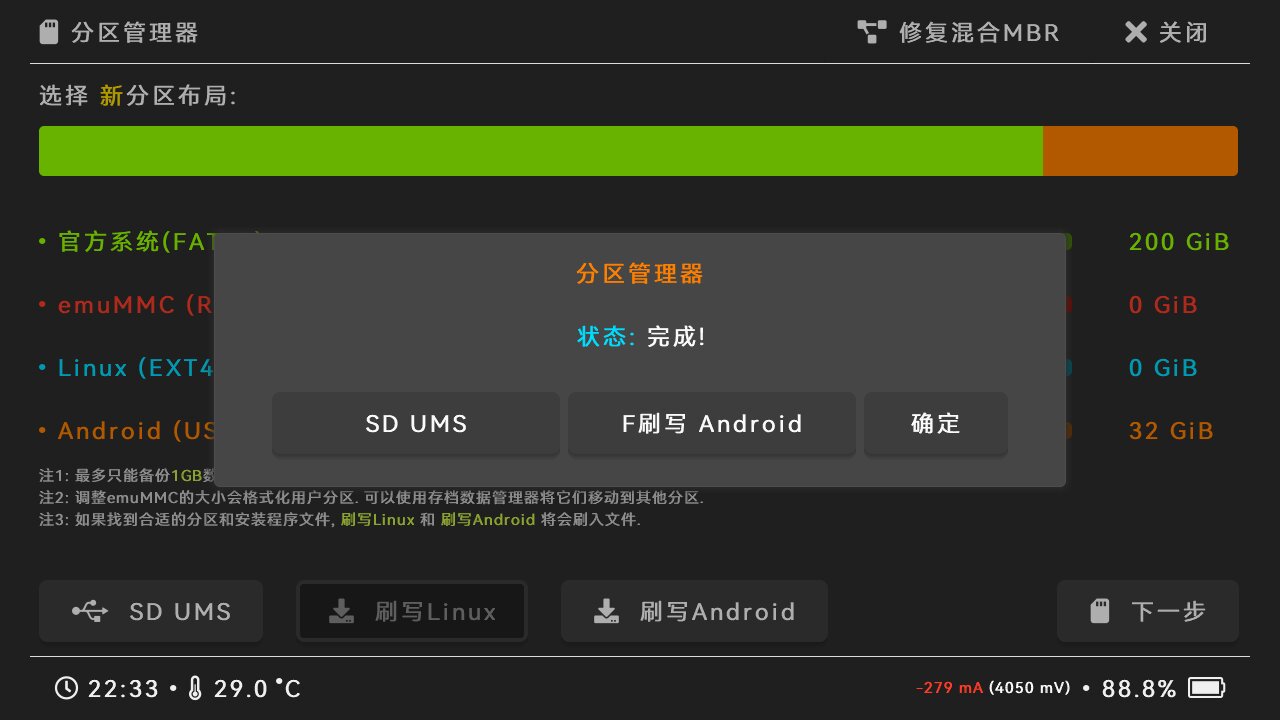 分区管理器 修复混合MBR 关闭
选择 新分区布局:
• 官方系统(FAT 200 GiB
• emuMMC (R 0 GiB
分区管理器
状态: 完成!
• Linux (EXT4 0 GiB
SD UMS F刷写 Android 确定
• Android (US 32 GiB
注1: 最多只能备份1GB数
注2: 调整emuMMC的大小会格式化用户分区. 可以使用存档数据管理器将它们移动到其他分区.
注3: 如果找到合适的分区和安装程序文件, 刷写Linux 和 刷写Android 将会刷入文件.
SD UMS 刷写Linux 刷写Android 下一步
22:33 • 29.0 °C -279 mA (4050 mV) • 88.8%